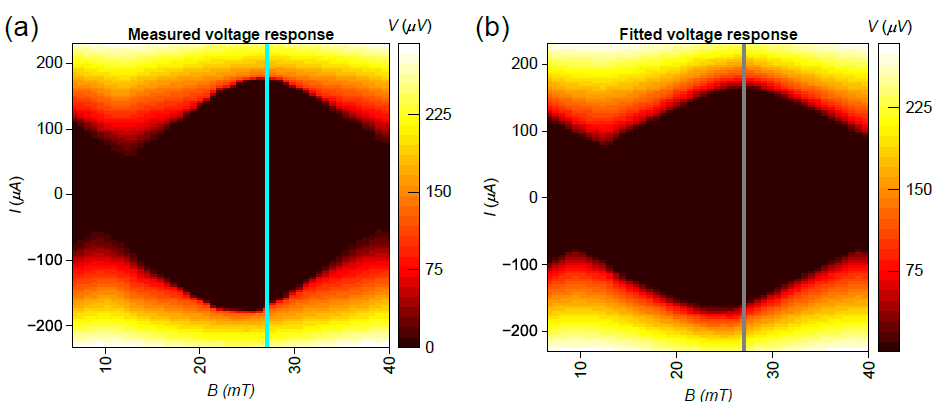 (a)
Measured voltage response
V (μV)
200
100
0
−100
−200
I (μA)
10
20
30
40
B (mT)
225
150
75
0
(b)
Fitted voltage response
V (μV)
200
100
0
−100
−200
I (μA)
10
20
30
40
B (mT)
225
150
75